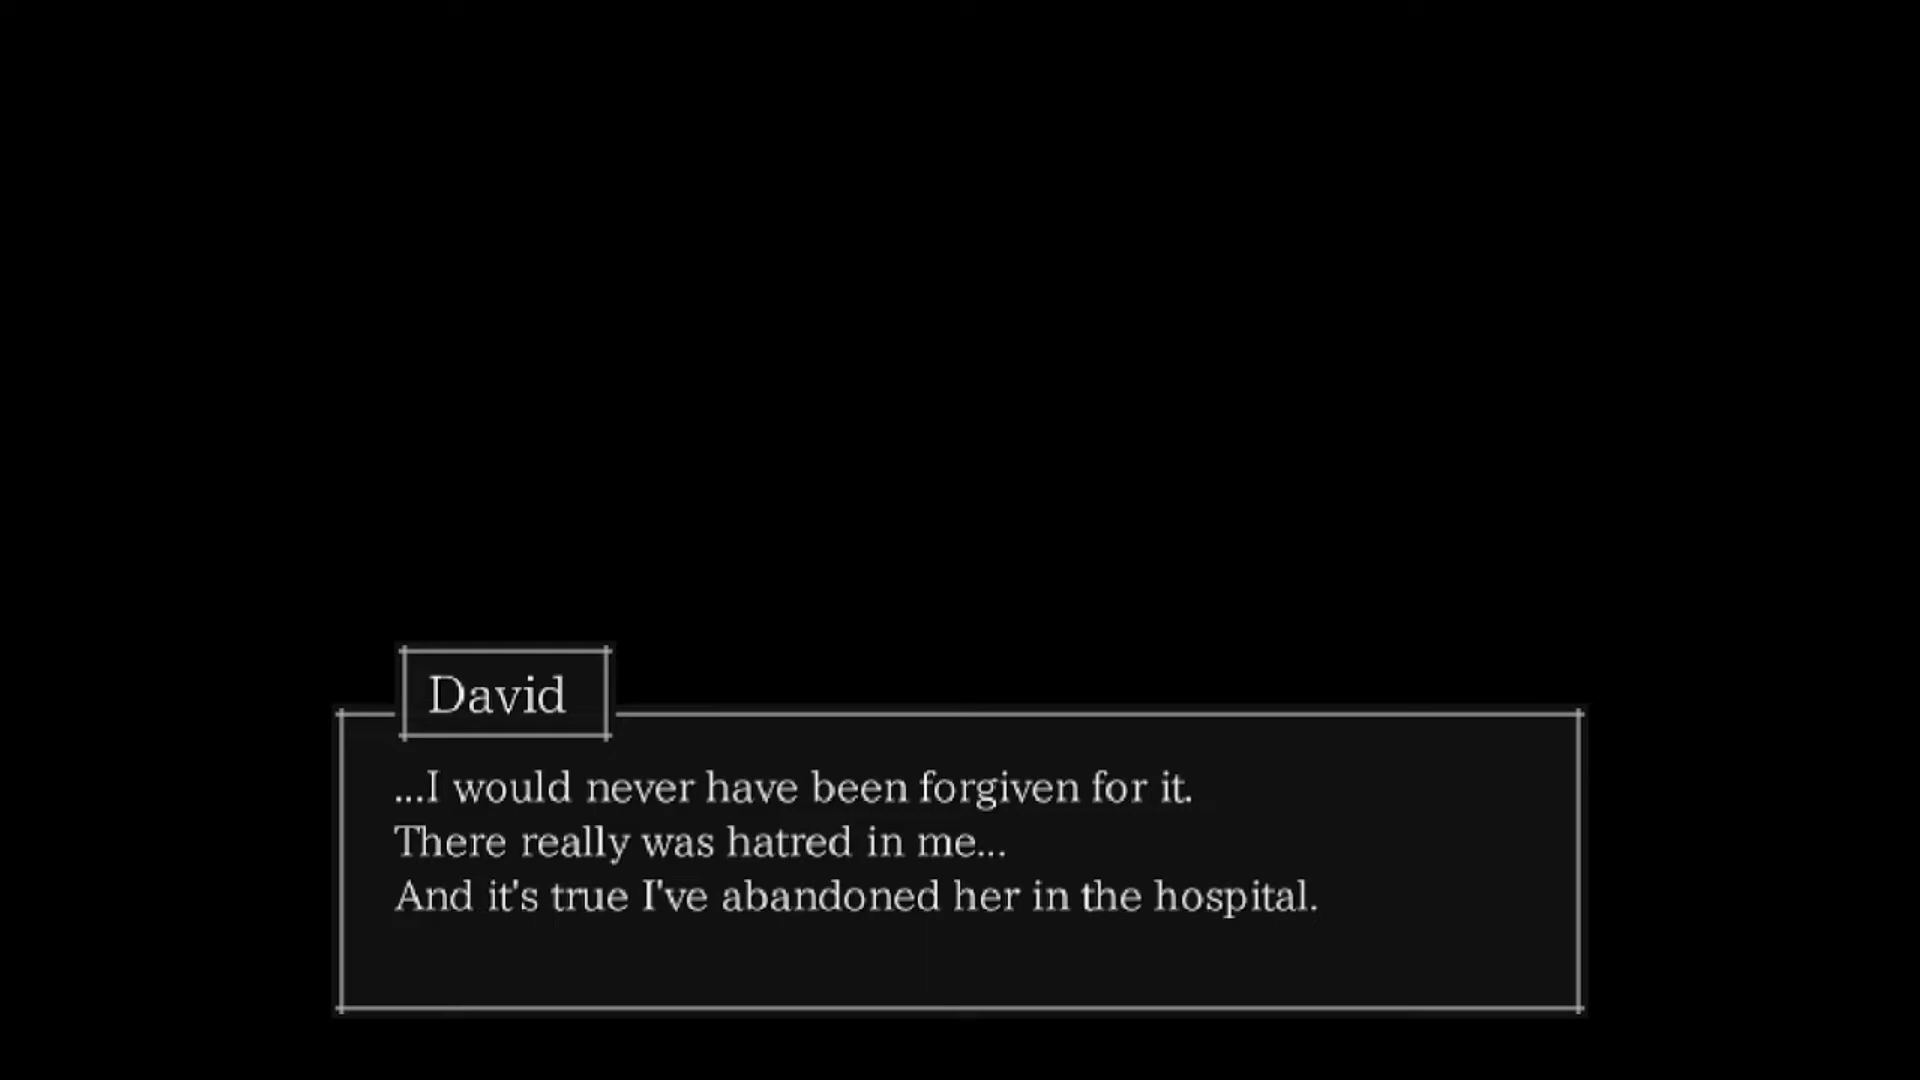 David
...I would never have been forgiven for it.
There really was hatred in me...
And it's true I've abandoned her in the hospital.